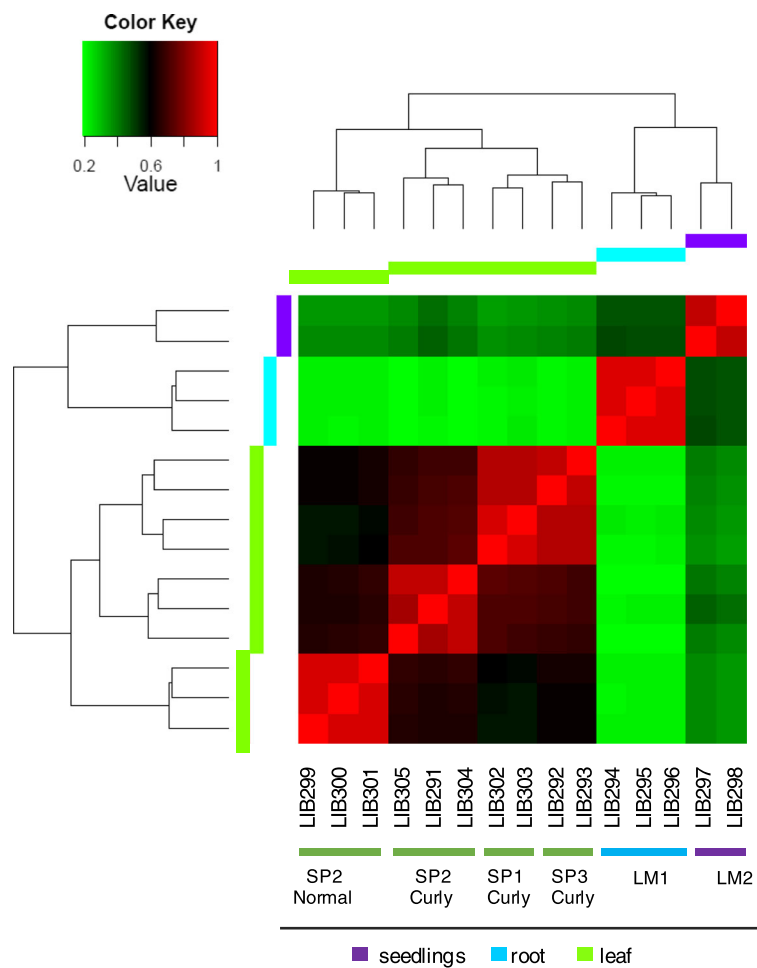 Color Key
0.2 0.6 1
Value
LIB299 LIB300 LIB301 LIB305 LIB291 LIB304 LIB302 LIB303 LIB292 LIB293 LIB294 LIB295 LIB296 LIB297 LIB298
SP2 SP2 SP1 SP3 LM1 LM2
Normal Curly Curly Curly
seedlings root leaf